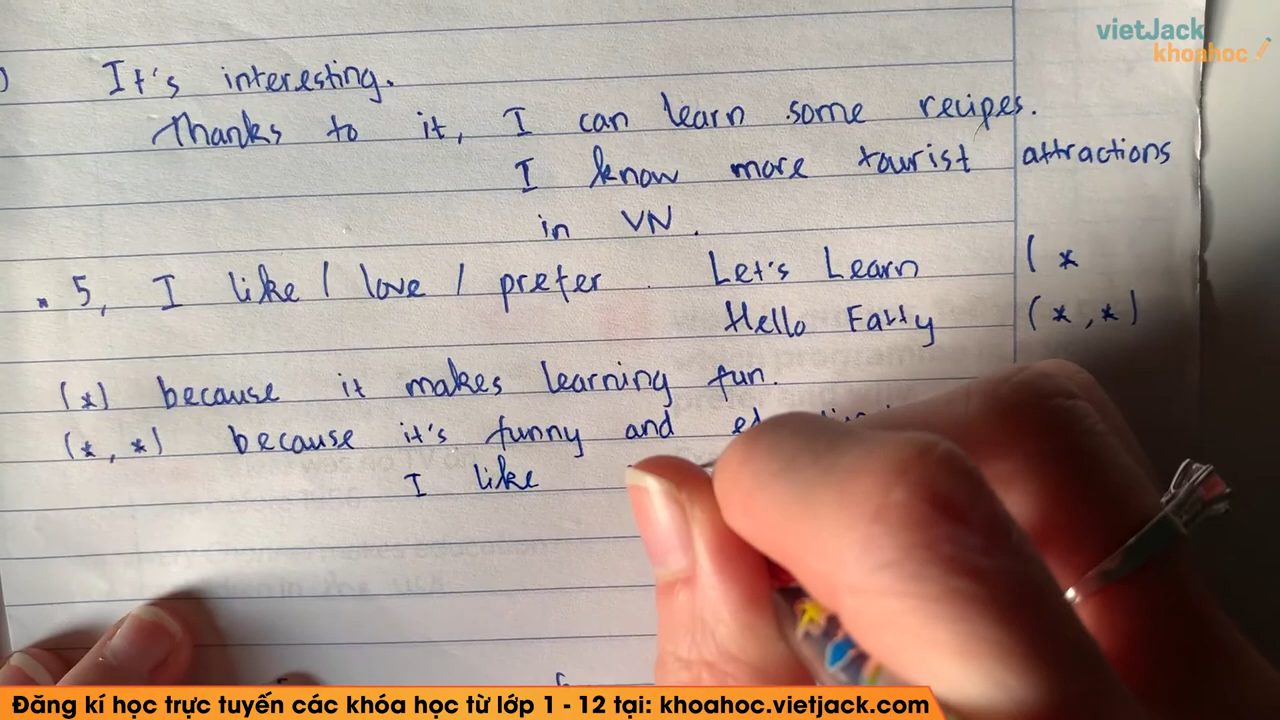 vietJack
khoahoc
It's interesting.
Thanks to it, I can learn some recipes.
I know more tourist attractions
in VN.
5, I like / love / prefer Let's Learn ( *
Hello Fatty ( *, * )
(*) because it makes learning fun.
(*, *) because it's funny and
I like
Đăng kí học trực tuyến các khóa học từ lớp 1 - 12 tại: khoahoc.vietjack.com